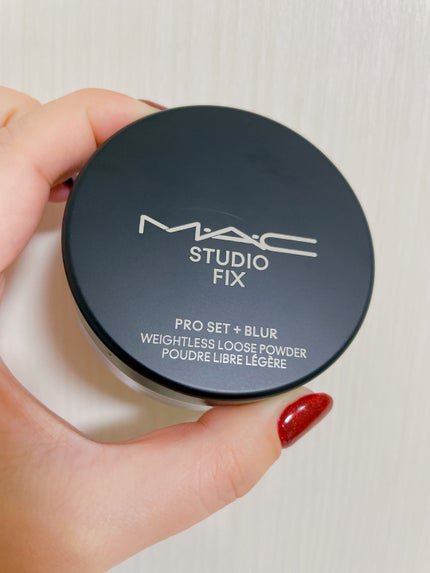 M·A·C
STUDIO
FIX
PRO SET + BLUR
WEIGHTLESS LOOSE POWDER
POUDRE LIBRE LÉGÈRE